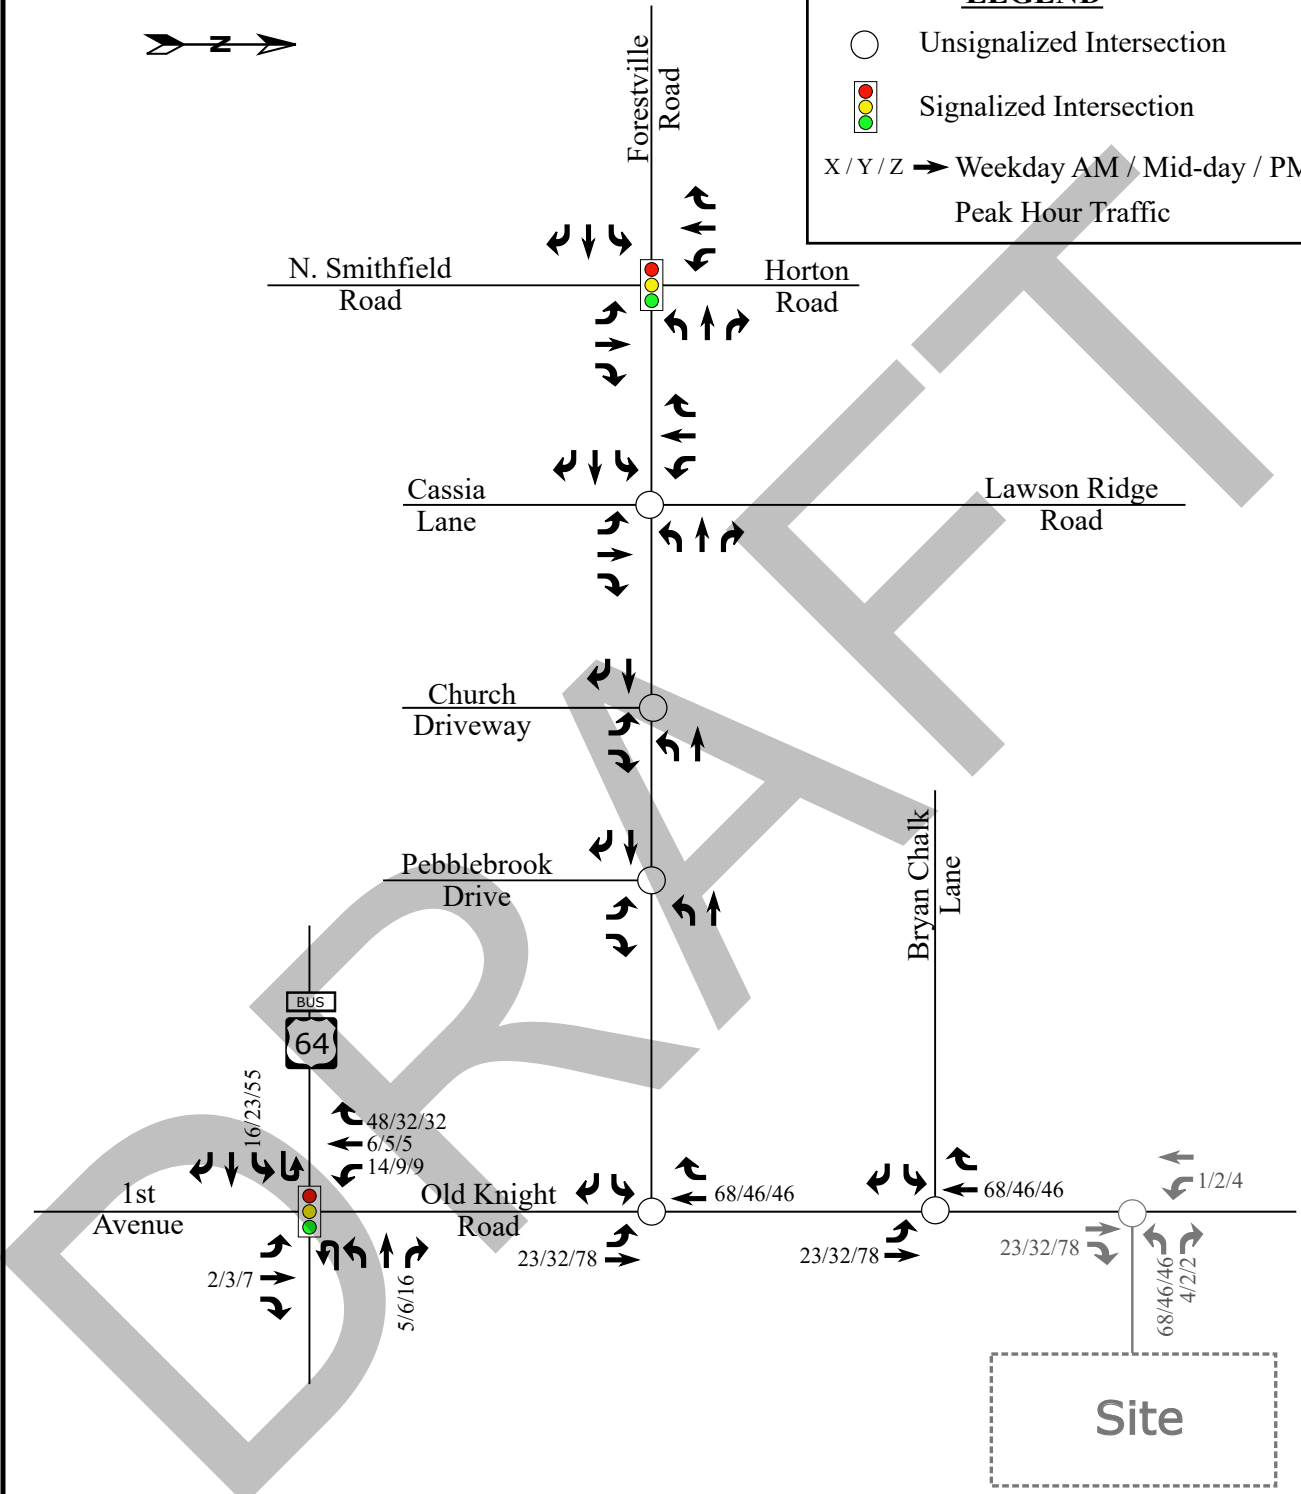 LEGEND
N
Unsignalized Intersection
Signalized Intersection
X / Y / Z Weekday AM / Mid-day / PM
Peak Hour Traffic
Forestville
Road
N. Smithfield
Road
Horton
Road
Cassia
Lane
Lawson Ridge
Road
Church
Driveway
Pebblebrook
Drive
Bryan Chalk
Lane
BUS
64
16/23/55
48/32/32
6/5/5
14/9/9
1st
Avenue
Old Knight
Road
2/3/7
5/6/16
68/46/46
23/32/78
68/46/46
23/32/78
1/2/4
23/32/78
68/46/46
4/2/2
Site
DRAFT